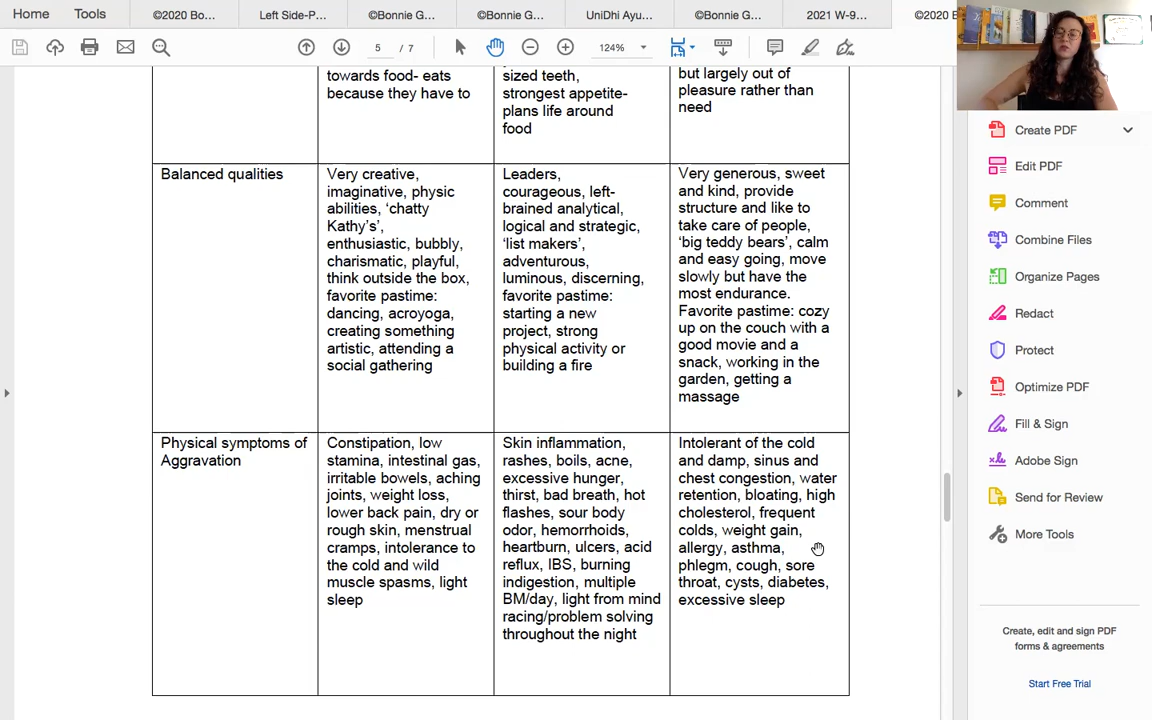 Home
Tools
©2020 Bo...
Left Side-P...
©Bonnie G...
©Bonnie G...
UniDhi Ayu...
©Bonnie G...
2021 W-9...
©2020 B
5 / 7
124%
towards food- eats
because they have to
sized teeth,
strongest appetite-
plans life around
food
but largely out of
pleasure rather than
need
Balanced qualities
Very creative,
imaginative, physic
abilities, ‘chatty
Kathy’s’,
enthusiastic, bubbly,
charismatic, playful,
think outside the box,
favorite pastime:
dancing, acroyoga,
creating something
artistic, attending a
social gathering
Leaders,
courageous, left-
brained analytical,
logical and strategic,
‘list makers’,
adventurous,
luminous, discerning,
favorite pastime:
starting a new
project, strong
physical activity or
building a fire
Very generous, sweet
and kind, provide
structure and like to
take care of people,
‘big teddy bears’, calm
and easy going, move
slowly but have the
most endurance.
Favorite pastime: cozy
up on the couch with a
good movie and a
snack, working in the
garden, getting a
massage
Physical symptoms of
Aggravation
Constipation, low
stamina, intestinal gas,
irritable bowels, aching
joints, weight loss,
lower back pain, dry or
rough skin, menstrual
cramps, intolerance to
the cold and wild
muscle spasms, light
sleep
Skin inflammation,
rashes, boils, acne,
excessive hunger,
thirst, bad breath, hot
flashes, sour body
odor, hemorrhoids,
heartburn, ulcers, acid
reflux, IBS, burning
indigestion, multiple
BM/day, light from mind
racing/problem solving
throughout the night
Intolerant of the cold
and damp, sinus and
chest congestion, water
retention, bloating, high
cholesterol, frequent
colds, weight gain,
allergy, asthma,
phlegm, cough, sore
throat, cysts, diabetes,
excessive sleep
Create PDF
Edit PDF
Comment
Combine Files
Organize Pages
Redact
Protect
Optimize PDF
Fill & Sign
Adobe Sign
Send for Review
More Tools
Create, edit and sign PDF
forms & agreements
Start Free Trial